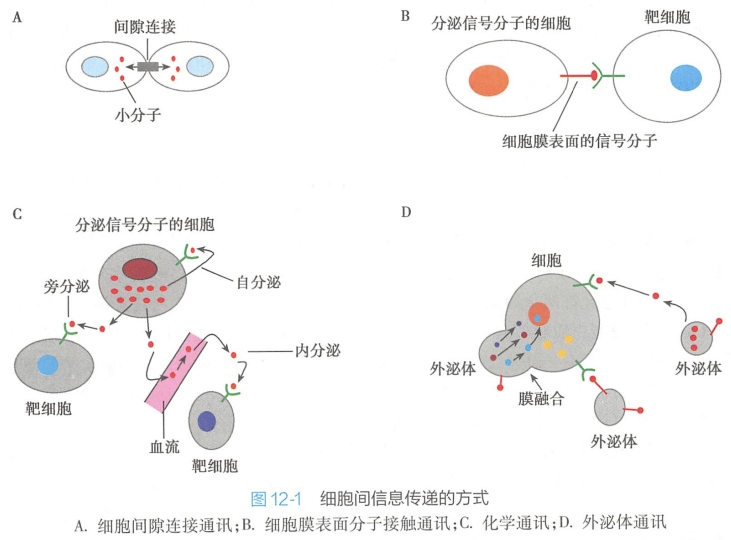 A
间隙连接
小分子
B
分泌信号分子的细胞
靶细胞
细胞膜表面的信号分子
C
分泌信号分子的细胞
旁分泌
自分泌
内分泌
靶细胞
血流
靶细胞
D
细胞
外泌体
外泌体
膜融合
外泌体
图 12-1 细胞间信息传递的方式
A. 细胞间隙连接通讯;B. 细胞膜表面分子接触通讯;C. 化学通讯;D. 外泌体通讯